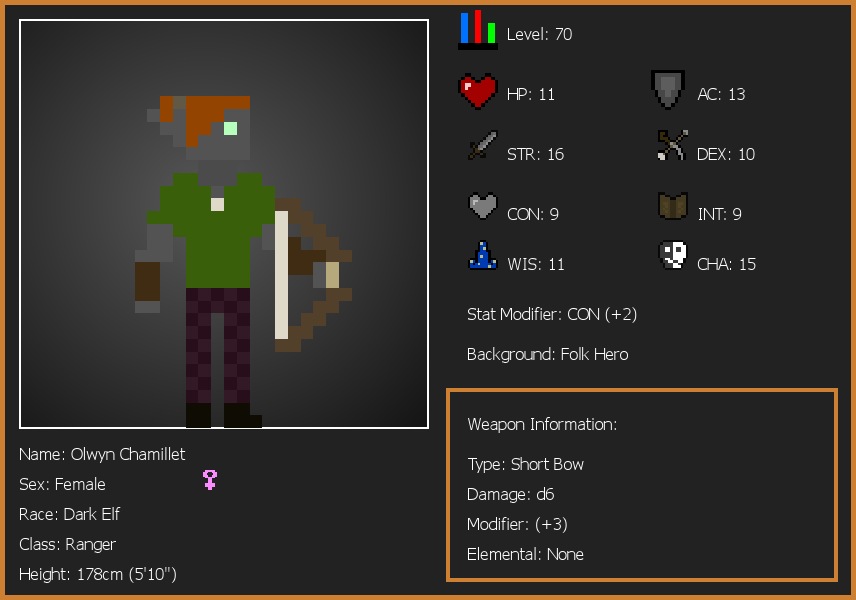 Level: 70
HP: 11
AC: 13
STR: 16
DEX: 10
CON: 9
INT: 9
WIS: 11
CHA: 15
Stat Modifier: CON (+2)
Background: Folk Hero
Weapon Information:
Type: Short Bow
Damage: d6
Modifier: (+3)
Elemental: None
Name: Olwyn Chamillet
Sex: Female
Race: Dark Elf
Class: Ranger
Height: 178cm (5'10")